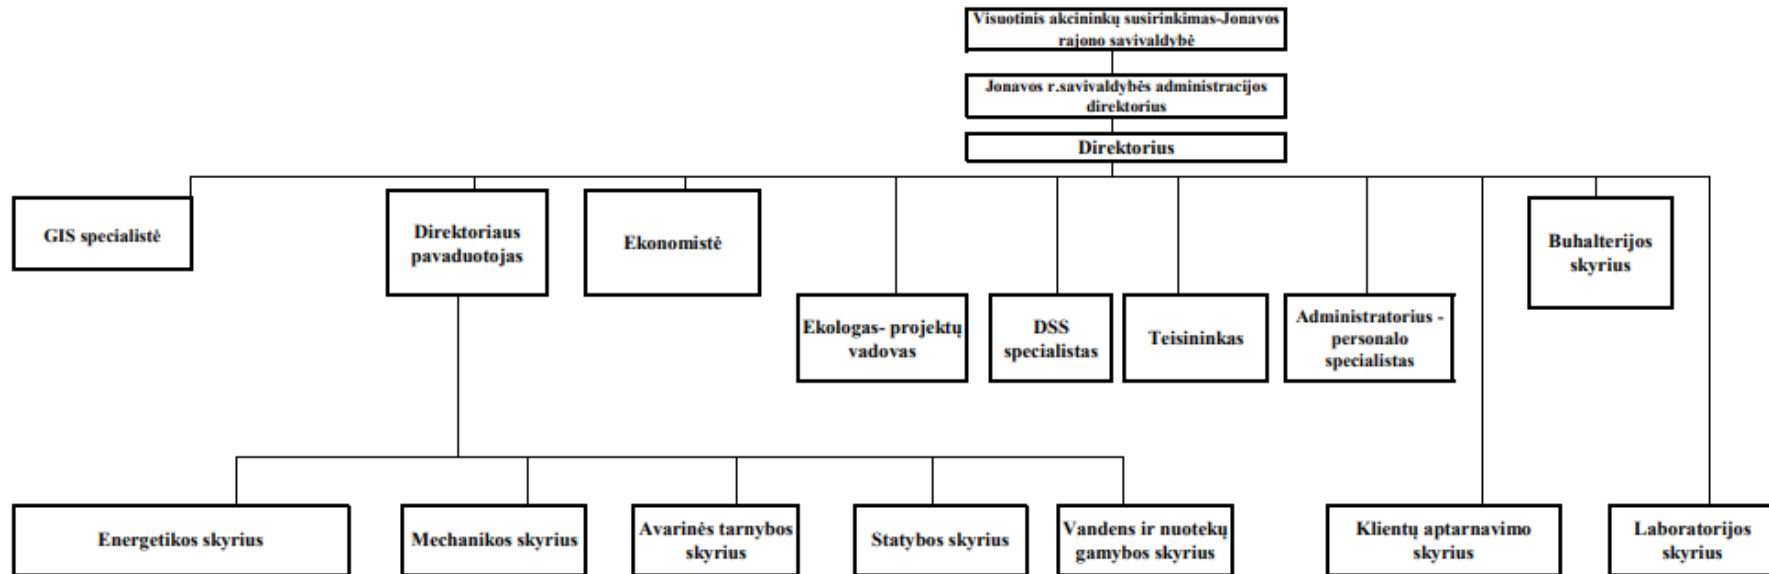 Visuotinis akcininkų susirinkimas-Jonavos
rajono savivaldybė
Jonavos r.savivaldybės administracijos
direktorius
Direktorius
GIS specialistė
Direktoriaus
pavaduotojas
Ekonomistė
Buhalterijos
skyrius
Ekologas- projektų
vadovas
DSS
specialistas
Teisininkas
Administratorius -
personalo
specialistas
Energetikos skyrius
Mechanikos skyrius
Avarinės tarnybos
skyrius
Statybos skyrius
Vandens ir nuotekų
gamybos skyrius
Klientų aptarnavimo
skyrius
Laboratorijos
skyrius